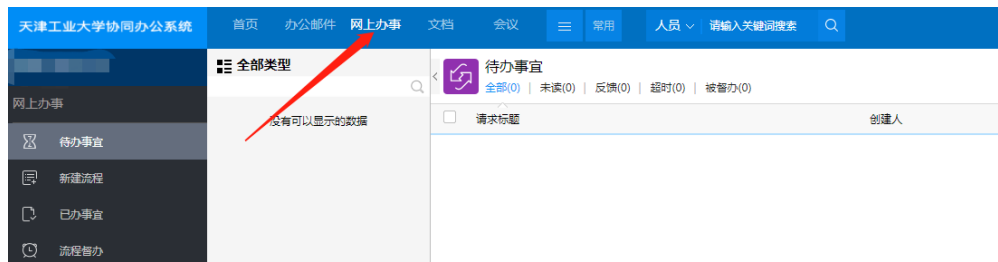 天津工业大学协同办公系统 首页 办公邮件 网上办事 文档 会议 常用 人员 请输入关键词搜索
网上办事
待办事宜
新建流程
已办事宜
流程督办
全部类型
没有可以显示的数据
待办事宜
全部(0) | 未读(0) | 反馈(0) | 超时(0) | 被督办(0)
请求标题 创建人